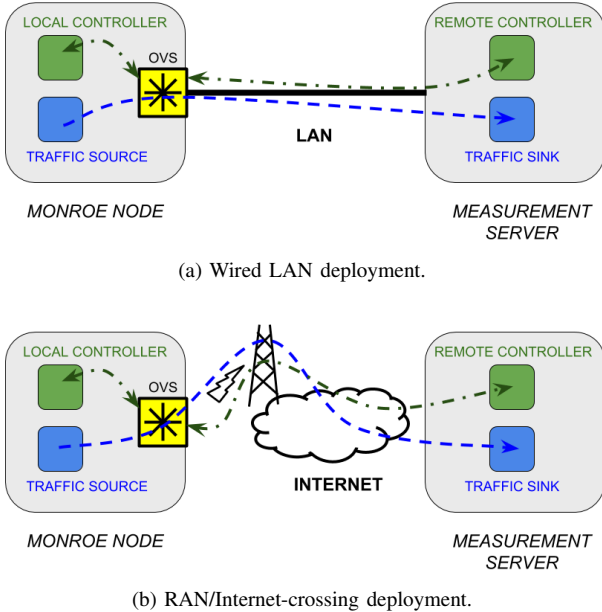 LOCAL CONTROLLER
REMOTE CONTROLLER
OVS
LAN
TRAFFIC SOURCE
TRAFFIC SINK
MONROE NODE
MEASUREMENT
SERVER
(a) Wired LAN deployment.
LOCAL CONTROLLER
REMOTE CONTROLLER
OVS
TRAFFIC SOURCE
INTERNET
TRAFFIC SINK
MONROE NODE
MEASUREMENT
SERVER
(b) RAN/Internet-crossing deployment.